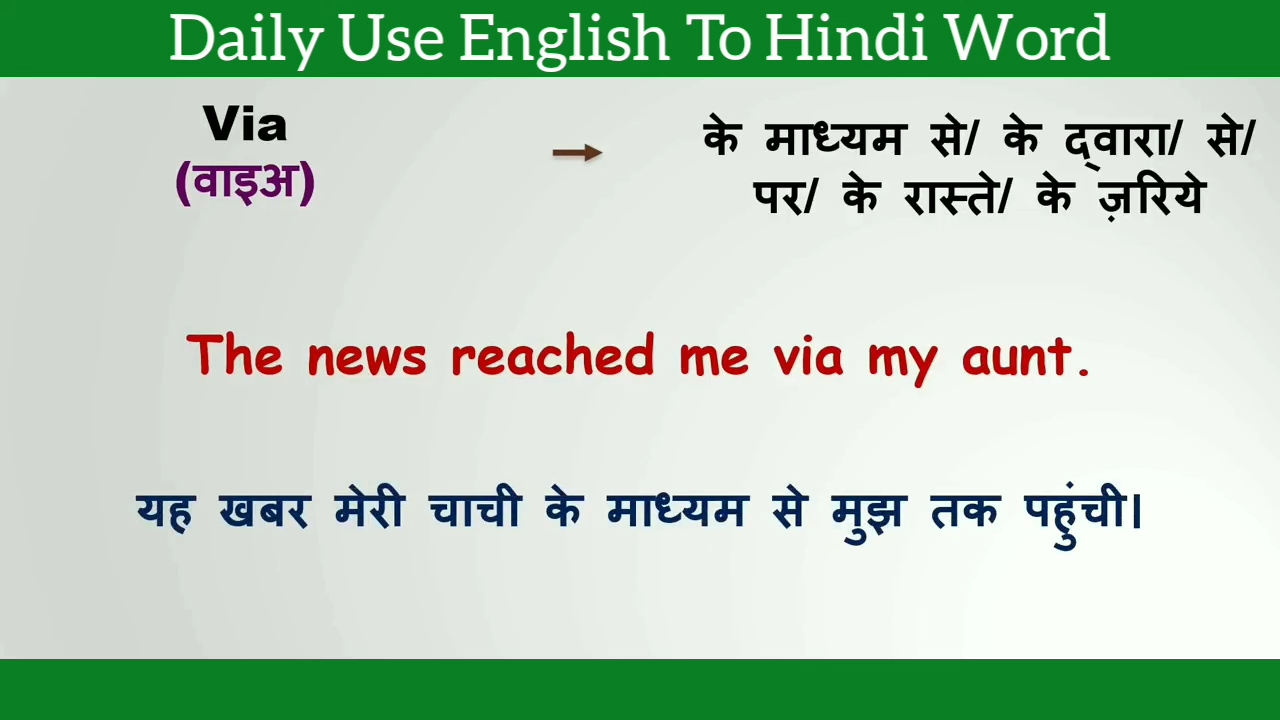 Daily Use English To Hindi Word
Via
(वाइअ)
के माध्यम से/ के द्वारा/ से/
पर/ के रास्ते/ के ज़रिये
The news reached me via my aunt.
यह खबर मेरी चाची के माध्यम से मुझ तक पहुंची।